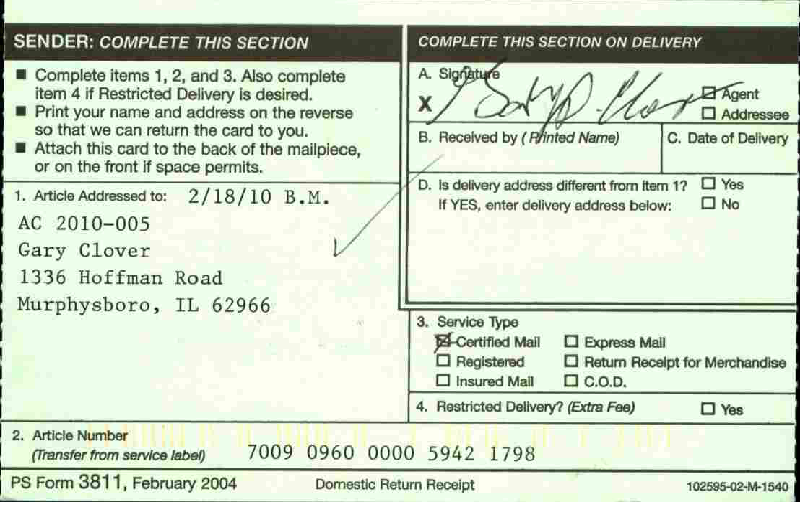 SENDER: COMPLETE THIS SECTION
■ Complete items 1, 2, and 3. Also complete
item 4 if Restricted Delivery is desired.
■ Print your name and address on the reverse
so that we can return the card to you.
■ Attach this card to the back of the mailpiece,
or on the front if space permits.
1. Article Addressed to: 2/18/10 B.M.
AC 2010-005
Gary Clover
1336 Hoffman Road
Murphysboro, IL 62966
COMPLETE THIS SECTION ON DELIVERY
A. Signature
X
☐ Agent
☐ Addressee
B. Received by (Printed Name) C. Date of Delivery
D. Is delivery address different from item 1? ☐ Yes
If YES, enter delivery address below: ☐ No
3. Service Type
☒ Certified Mail ☐ Express Mail
☐ Registered ☐ Return Receipt for Merchandise
☐ Insured Mail ☐ C.O.D.
4. Restricted Delivery? (Extra Fee) ☐ Yes
2. Article Number
(Transfer from service label) 7009 0960 0000 5942 1798
PS Form 3811, February 2004 Domestic Return Receipt 102595-02-M-1540